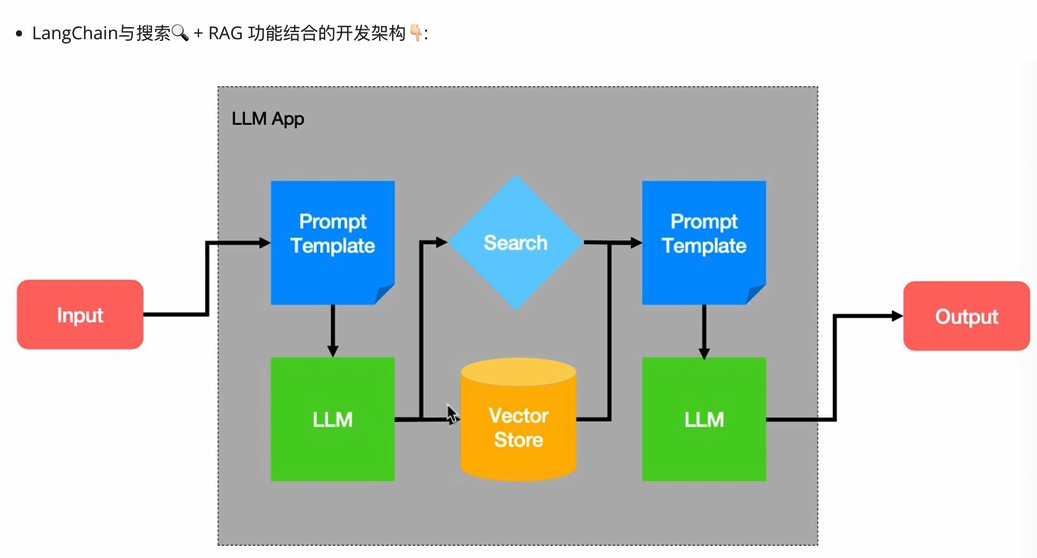 • LangChain与搜索🔍 + RAG 功能结合的开发架构👇🏻:
LLM App
Prompt
Template
Search
Prompt
Template
Input
Output
LLM
Vector
Store
LLM